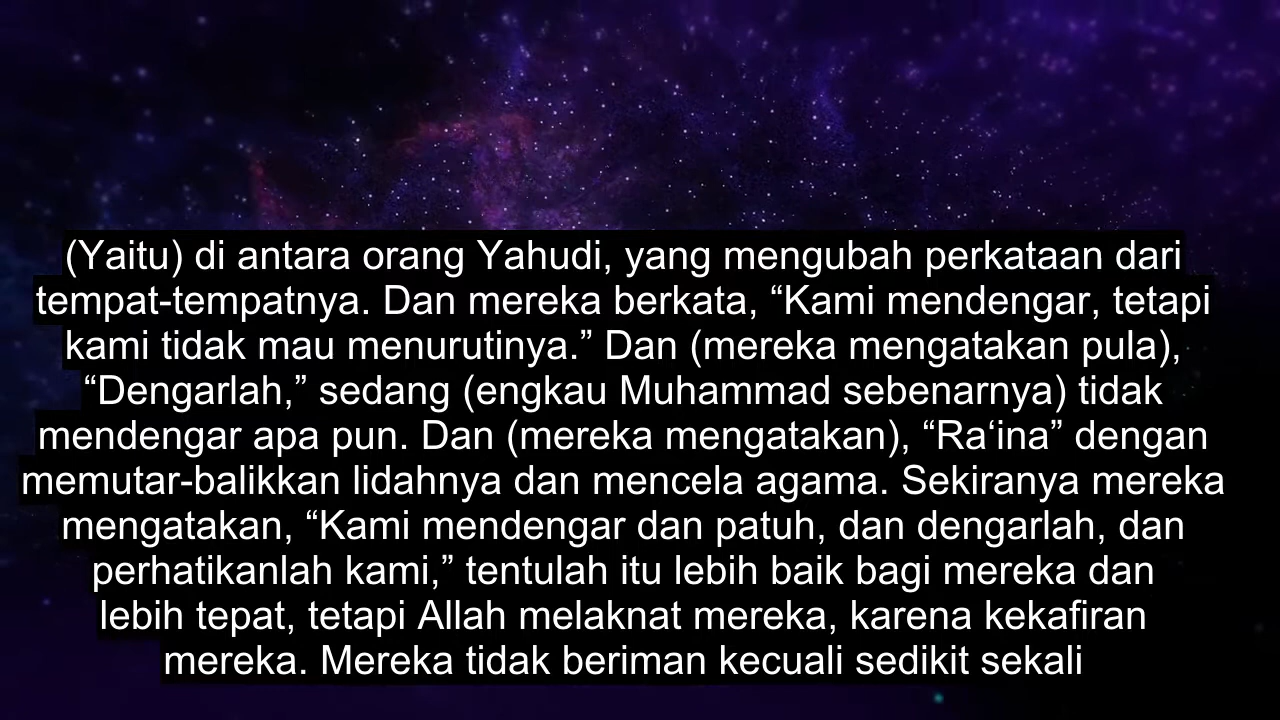 (Yaitu) di antara orang Yahudi, yang mengubah perkataan dari
tempat-tempatnya. Dan mereka berkata, “Kami mendengar, tetapi
kami tidak mau menurutinya.” Dan (mereka mengatakan pula),
“Dengarlah,” sedang (engkau Muhammad sebenarnya) tidak
mendengar apa pun. Dan (mereka mengatakan), “Ra‘ina” dengan
memutar-balikkan lidahnya dan mencela agama. Sekiranya mereka
mengatakan, “Kami mendengar dan patuh, dan dengarlah, dan
perhatikanlah kami,” tentulah itu lebih baik bagi mereka dan
lebih tepat, tetapi Allah melaknat mereka, karena kekafiran
mereka. Mereka tidak beriman kecuali sedikit sekali